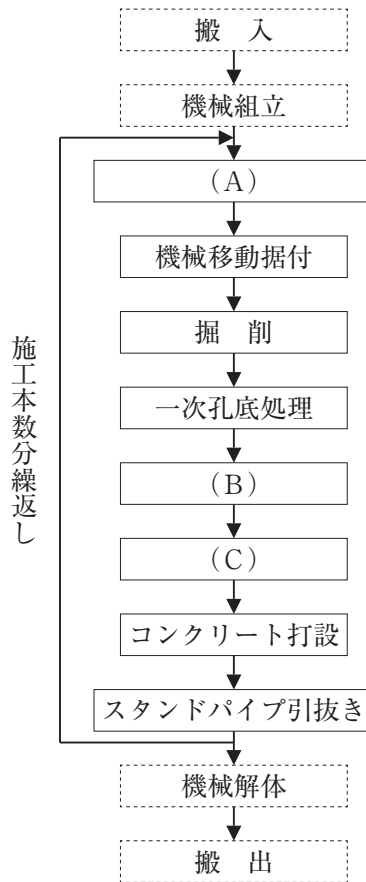 搬　入
機械組立
（A）
機械移動据付
掘　削
一次孔底処理
（B）
（C）
コンクリート打設
スタンドパイプ引抜き
機械解体
搬　出
施工本数分繰返し